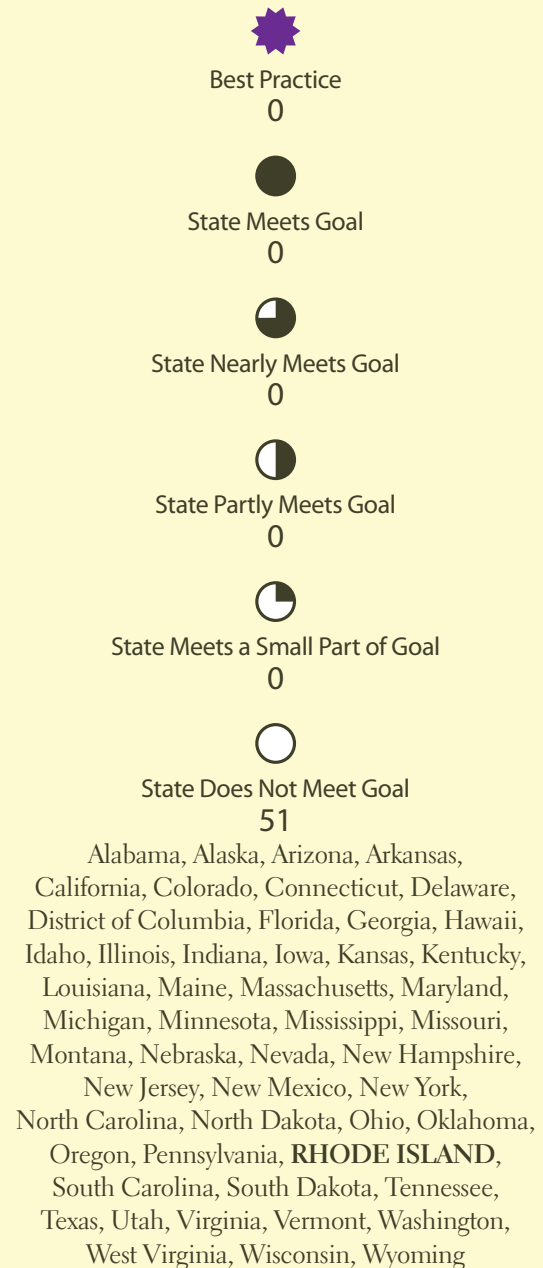 Best Practice
0
State Meets Goal
0
State Nearly Meets Goal
0
State Partly Meets Goal
0
State Meets a Small Part of Goal
0
State Does Not Meet Goal
51
Alabama, Alaska, Arizona, Arkansas,
California, Colorado, Connecticut, Delaware,
District of Columbia, Florida, Georgia, Hawaii,
Idaho, Illinois, Indiana, Iowa, Kansas, Kentucky,
Louisiana, Maine, Massachusetts, Maryland,
Michigan, Minnesota, Mississippi, Missouri,
Montana, Nebraska, Nevada, New Hampshire,
New Jersey, New Mexico, New York,
North Carolina, North Dakota, Ohio, Oklahoma,
Oregon, Pennsylvania, RHODE ISLAND,
South Carolina, South Dakota, Tennessee,
Texas, Utah, Virginia, Vermont, Washington,
West Virginia, Wisconsin, Wyoming